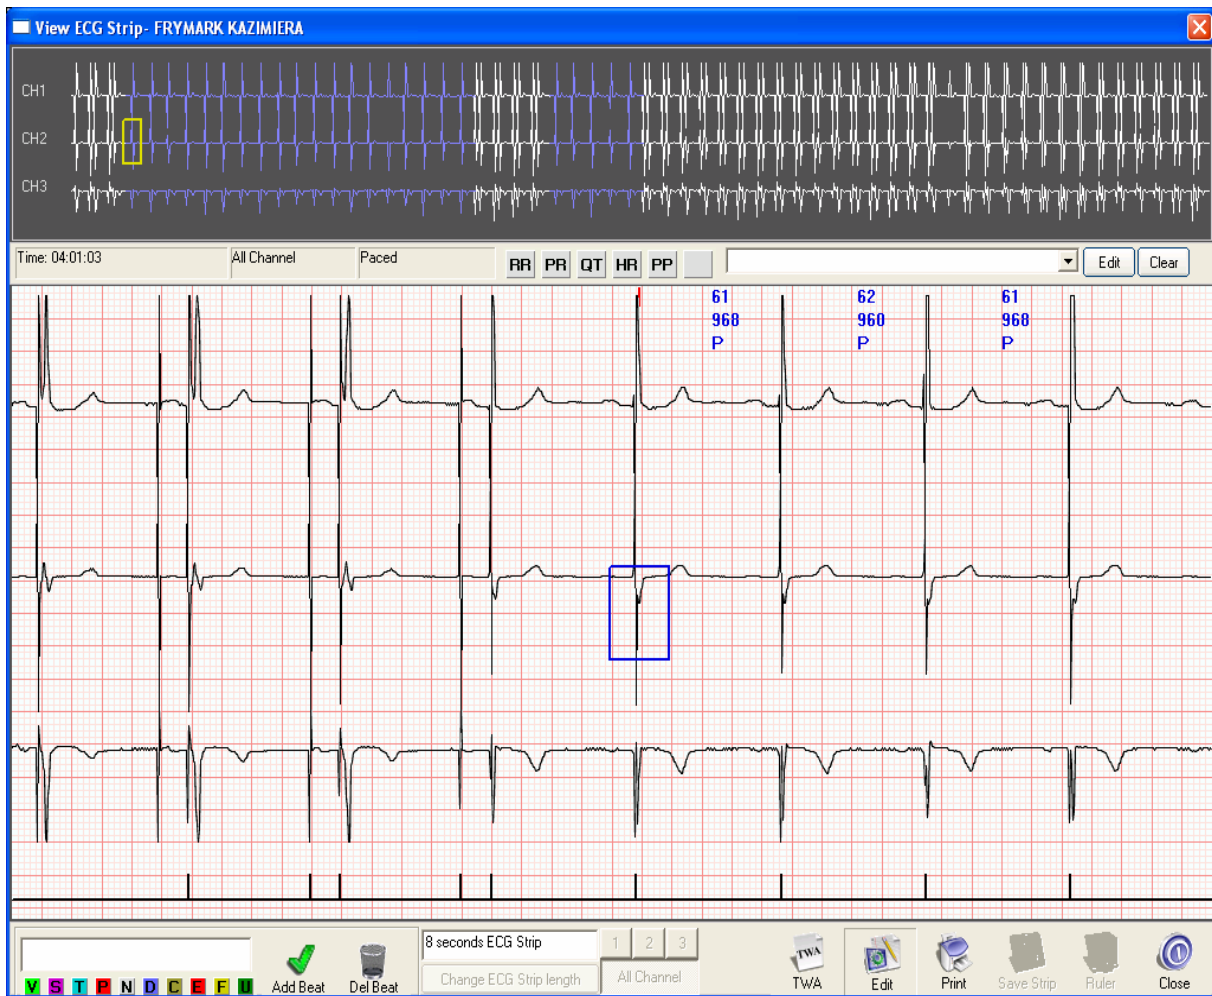 View ECG Strip- FRYMARK KAZIMIERA
CH1
CH2
CH3
Time: 04:01:03 All Channel Paced RR PR QT HR PP Edit Clear
61 62 61
968 960 968
P P P
8 seconds ECG Strip 1 2 3
V S T P N D C E F U Add Beat Del Beat Change ECG Strip length All Channel TWA Edit Print Save Strip Ruler Close
TWA